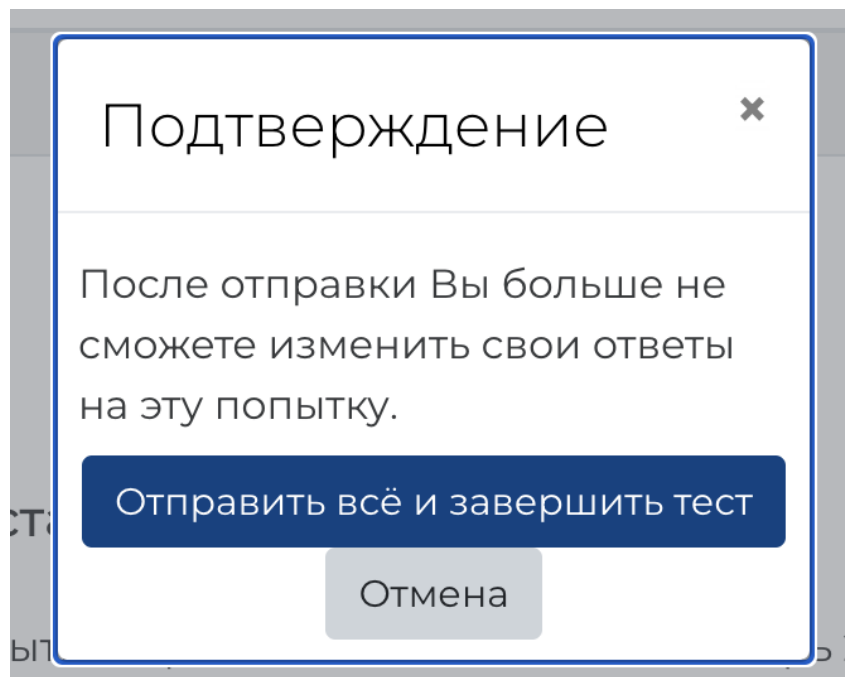 Подтверждение
×
После отправки Вы больше не
сможете изменить свои ответы
на эту попытку.
Отправить всё и завершить тест
Отмена